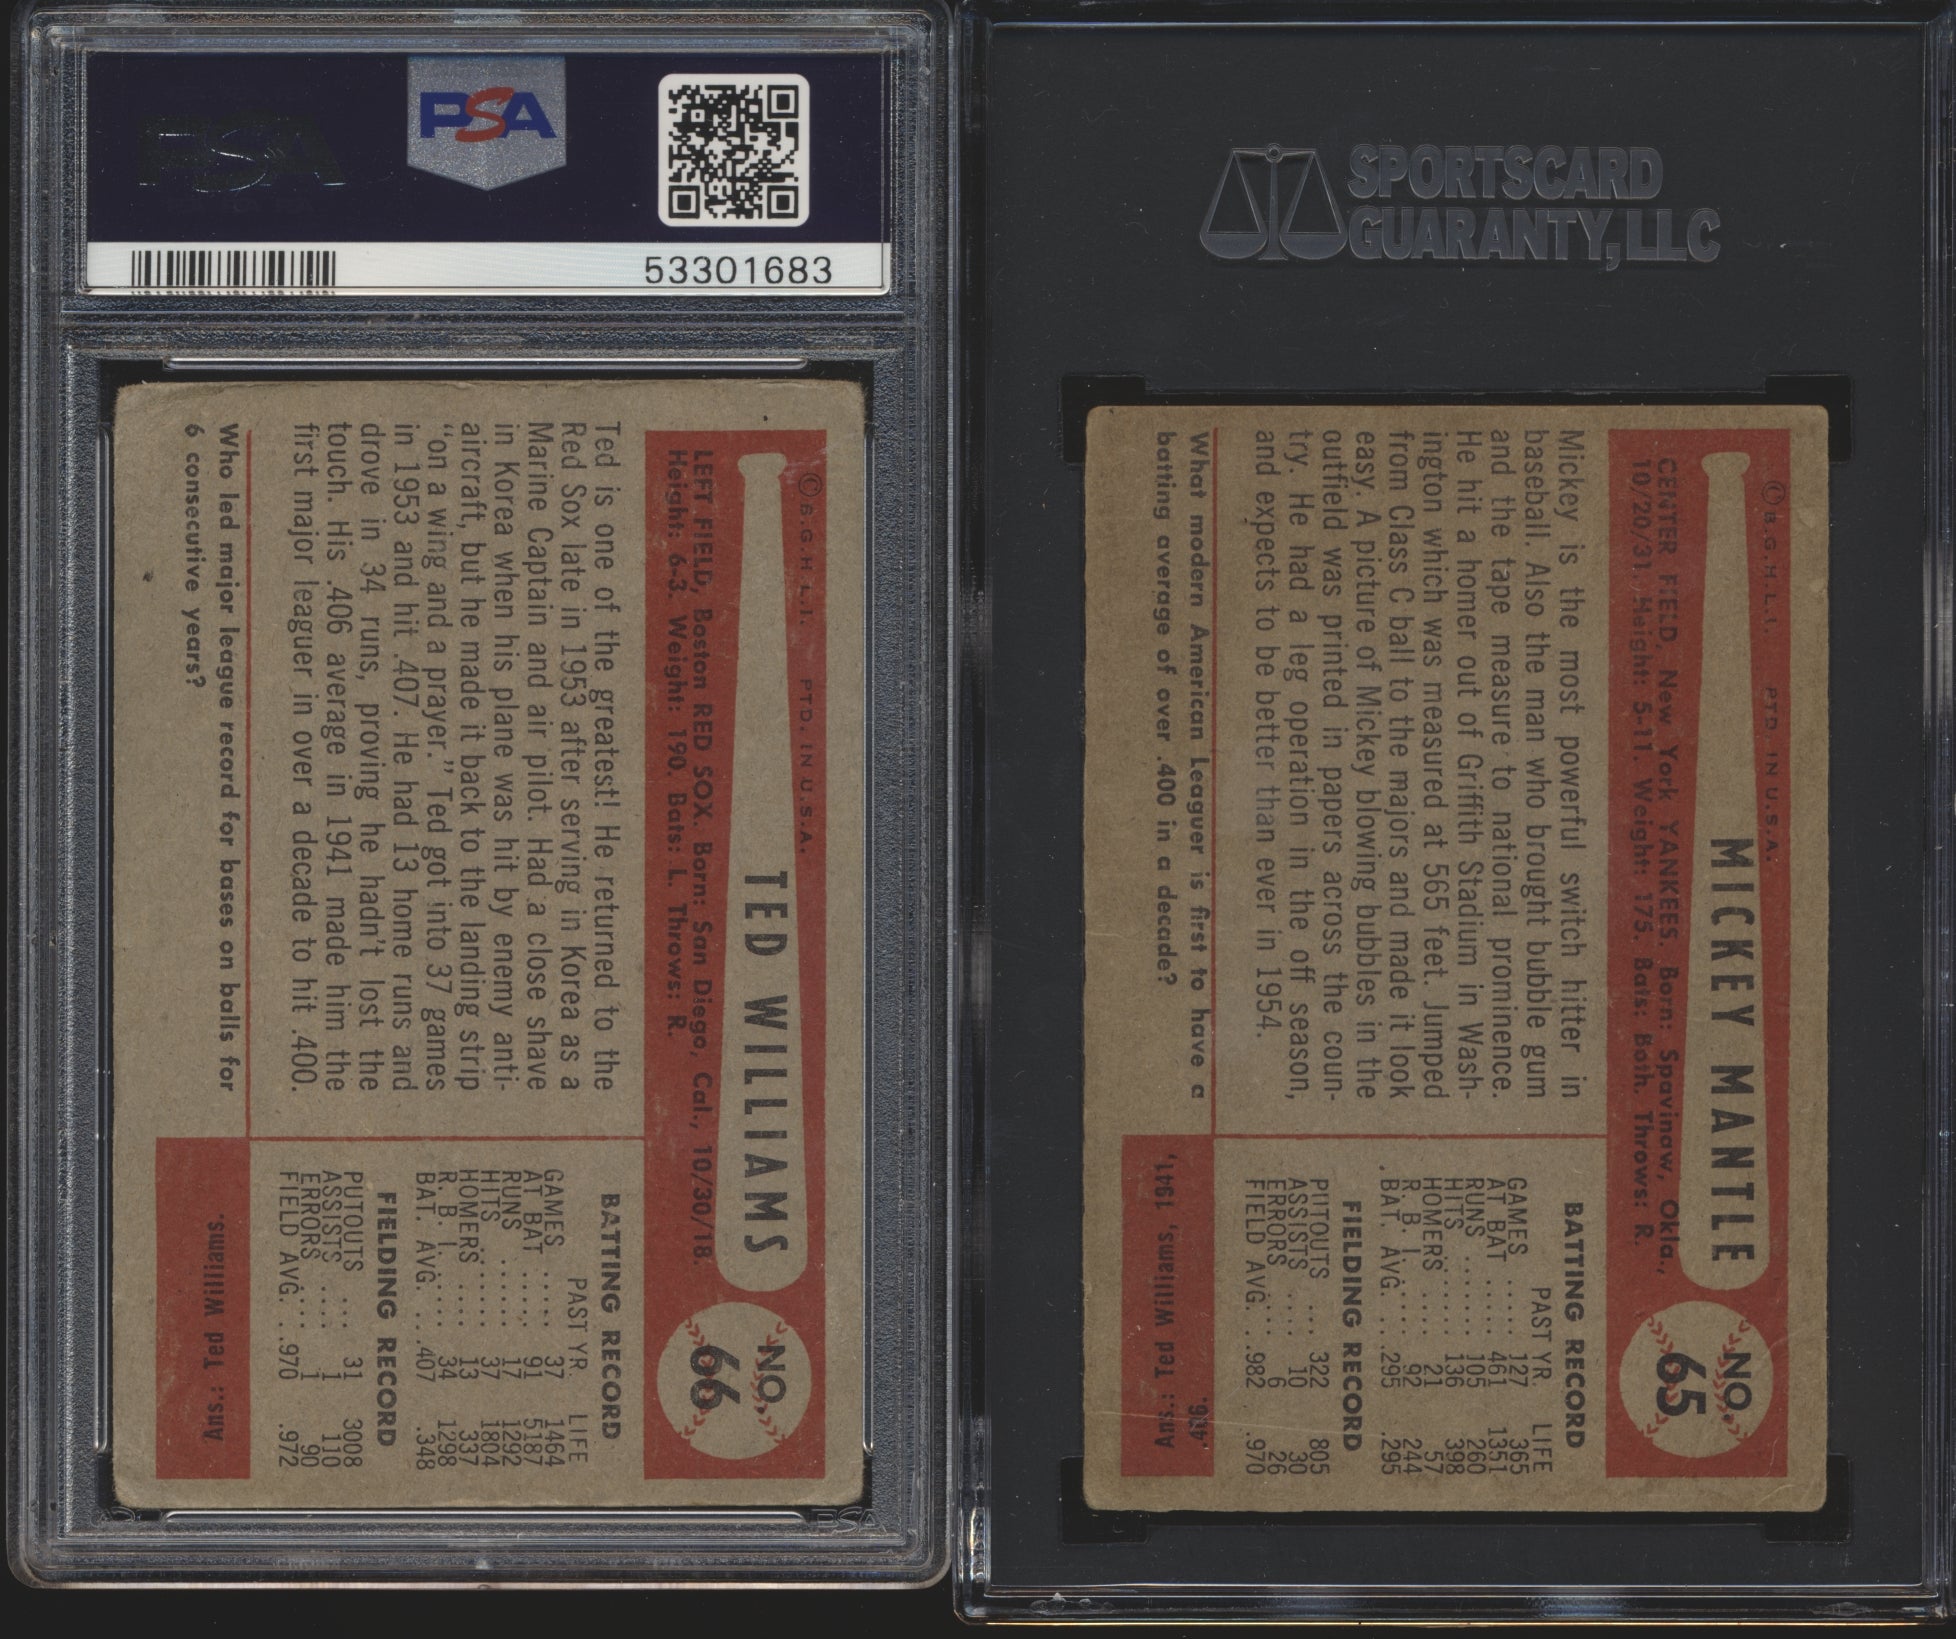 PSA
PSA
53301683
© B.G.H.L.I. PTD. IN U.S.A.
TED WILLIAMS
NO.
66
LEFT FIELD, Boston RED SOX. Born: San Diego, Cal., 10/30/18.
Height: 6-3. Weight: 190. Bats: L. Throws: R.
Ted is one of the greatest! He returned to the
Red Sox late in 1953 after serving in Korea as a
Marine Captain and air pilot. Had a close shave
in Korea when his plane was hit by enemy anti-
aircraft, but he made it back to the landing strip
"on a wing and a prayer." Ted got into 37 games
in 1953 and hit .407. He had 13 home runs and
drove in 34 runs, proving he hadn't lost the
touch. His .406 average in 1941 made him the
first major leaguer in over a decade to hit .400.
Who led major league record for bases on balls for
6 consecutive years?
BATTING RECORD
PAST YR. LIFE
GAMES ..... 37 1464
AT BAT ..... 91 5187
RUNS ...... 17 1292
HITS ...... 37 1804
HOMERS .... 13 337
R. B. I. .... 34 1298
BAT. AVG. ...407 .348
FIELDING RECORD
PUTOUTS ... 31 3008
ASSISTS .... 1 110
ERRORS .... 1 90
FIELD AVG. ..970 .972
Ans.: Ted Williams.
PSA
SPORTSCARD
GUARANTY, LLC
© B.G.H.L.I. PTD. IN U.S.A.
MICKEY MANTLE
NO.
65
CENTER FIELD, New York YANKEES. Born: Spavinaw, Okla.,
10/20/31. Height: 5-11. Weight: 175. Bats: Both. Throws: R.
Mickey is the most powerful switch hitter in
baseball. Also the man who brought bubble gum
and the tape measure to national prominence.
He hit a homer out of Griffith Stadium in Wash-
ington which was measured at 565 feet. Jumped
from Class C ball to the majors and made it look
easy. A picture of Mickey blowing bubbles in the
outfield was printed in papers across the coun-
try. He had a leg operation in the off season,
and expects to be better than ever in 1954.
What modern American Leaguer is first to have a
batting average of over .400 in a decade?
BATTING RECORD
PAST YR. LIFE
GAMES ..... 127 365
AT BAT ..... 461 1351
RUNS ...... 105 260
HITS ...... 136 398
HOMERS ..... 21 57
R. B. I. .... 92 244
BAT. AVG. ...295 .295
FIELDING RECORD
PUTOUTS ... 322 805
ASSISTS .... 10 30
ERRORS .... 6 26
FIELD AVG. ..982 .970
Ans.: Ted Williams, 1941,
.406.